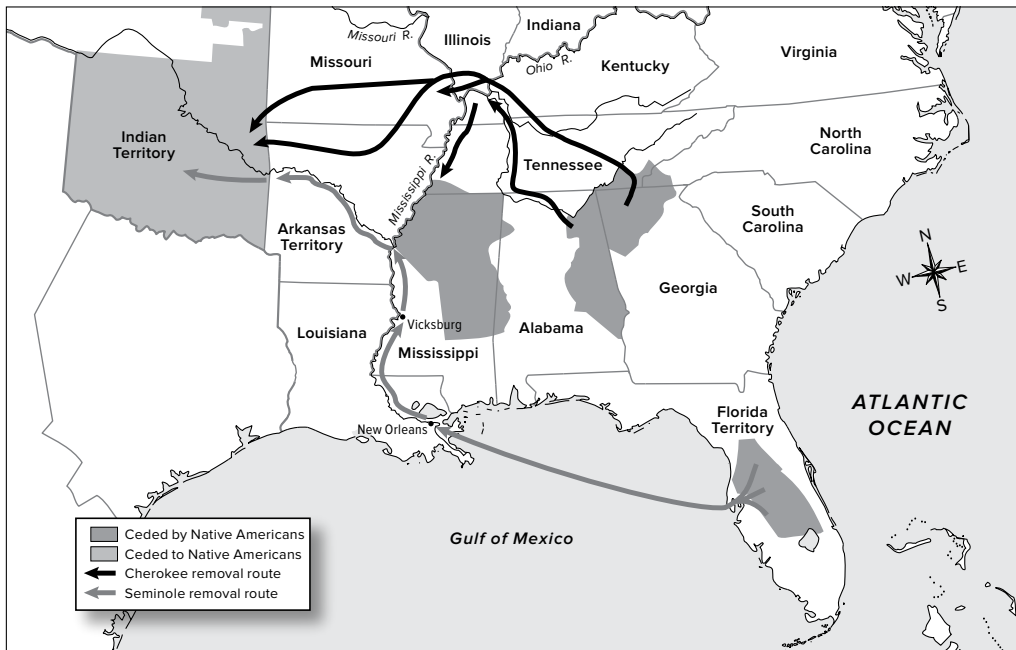 Missouri R.
Illinois
Indiana
Virginia
Missouri
Ohio R.
Kentucky
Indian
Territory
North
Carolina
Tennessee
Mississippi R.
South
Carolina
Arkansas
Territory
N
W
E
S
Georgia
Vicksburg
Louisiana
Alabama
Mississippi
ATLANTIC
OCEAN
Florida
Territory
New Orleans
Gulf of Mexico
Ceded by Native Americans
Ceded to Native Americans
Cherokee removal route
Seminole removal route